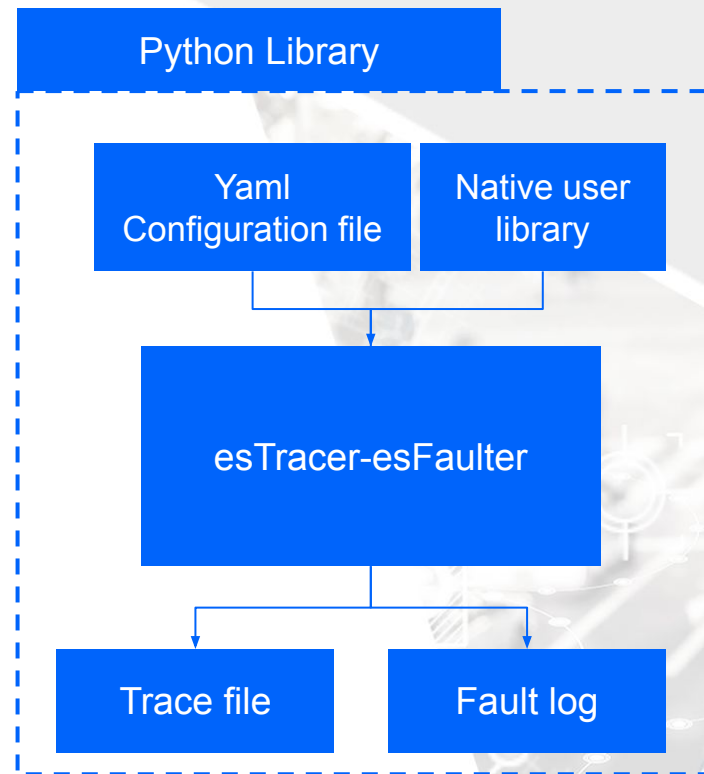 Python Library
Yaml
Configuration file
Native user
library
esTracer-esFaulter
Trace file
Fault log